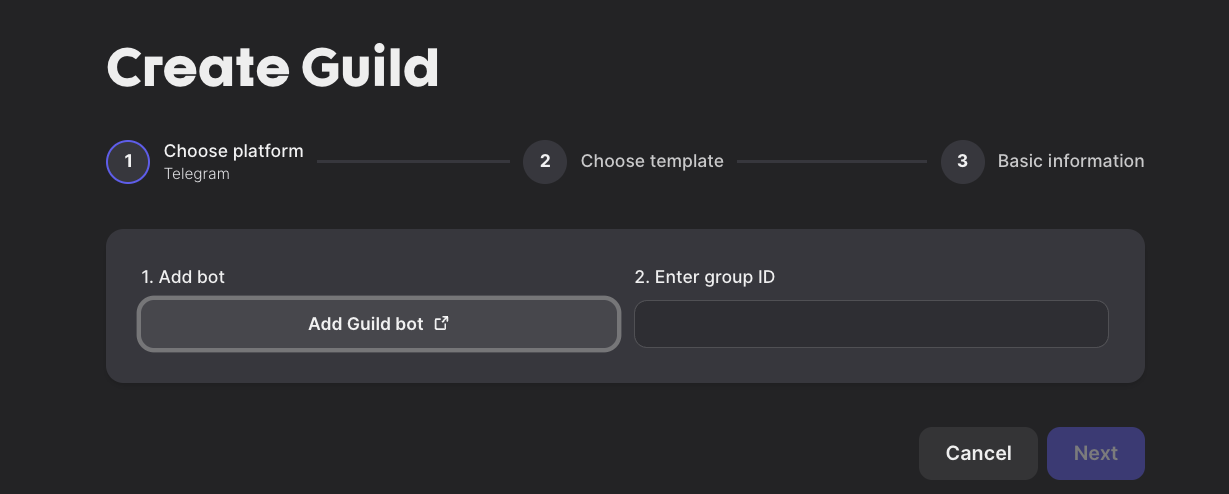 Create Guild
1
Choose platform
Telegram
2
Choose template
3
Basic information
1. Add bot
2. Enter group ID
Add Guild bot
Cancel
Next